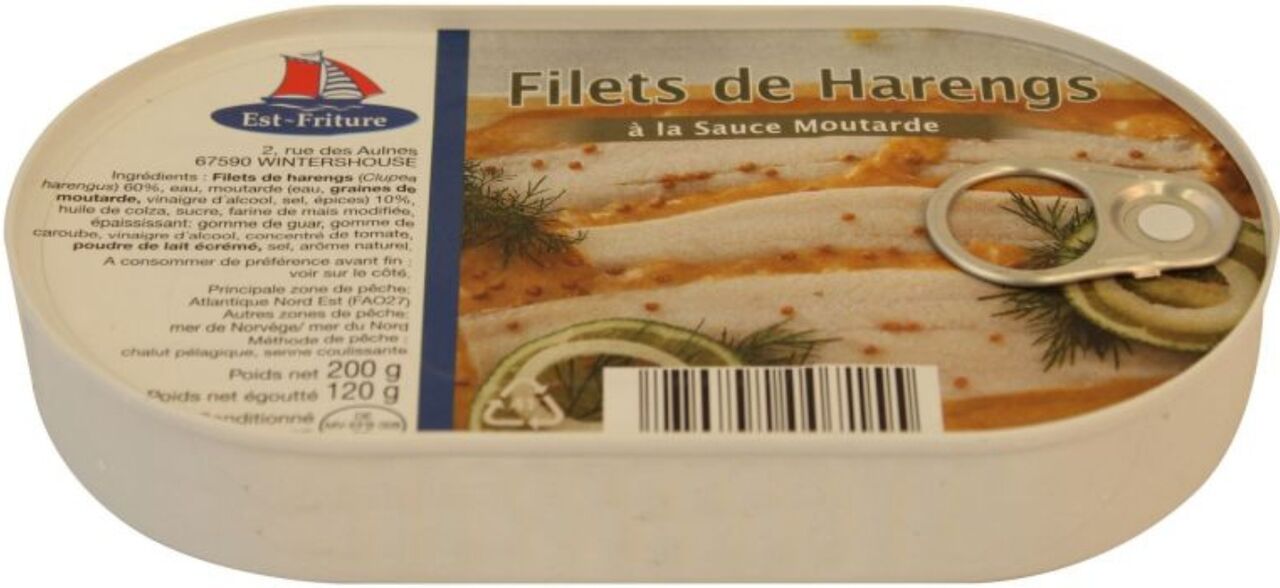 Est-Friture
2, rue des Aulnes
67590 WINTERSHOUSE
Ingrédients : Filets de harengs (Clupea
harengus) 60%, eau, moutarde (eau, graines de
moutarde, vinaigre d'alcool, sel, épices) 10%,
huile de colza, sucre, farine de maïs modifiée,
épaississant: gomme de guar, gomme de
caroube, vinaigre d'alcool, concentré de tomate,
poudre de lait écrémé, sel, arôme naturel.
A consommer de préférence avant fin :
voir sur le côté.
Principale zone de pêche:
Atlantique Nord Est (FAO27)
Autres zones de pêche:
mer de Norvége/ mer du Nord
Méthode de pêche :
chalut pélagique, senne coulissante
Poids net 200 g
Poids net égoutté 120 g
Conditionné
DE
Filets de Harengs
à la Sauce Moutarde